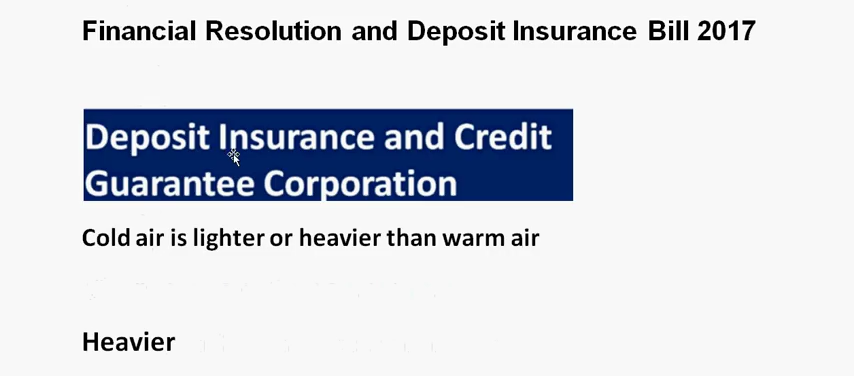 Financial Resolution and Deposit Insurance Bill 2017
Deposit Insurance and Credit
Guarantee Corporation
Cold air is lighter or heavier than warm air
Heavier